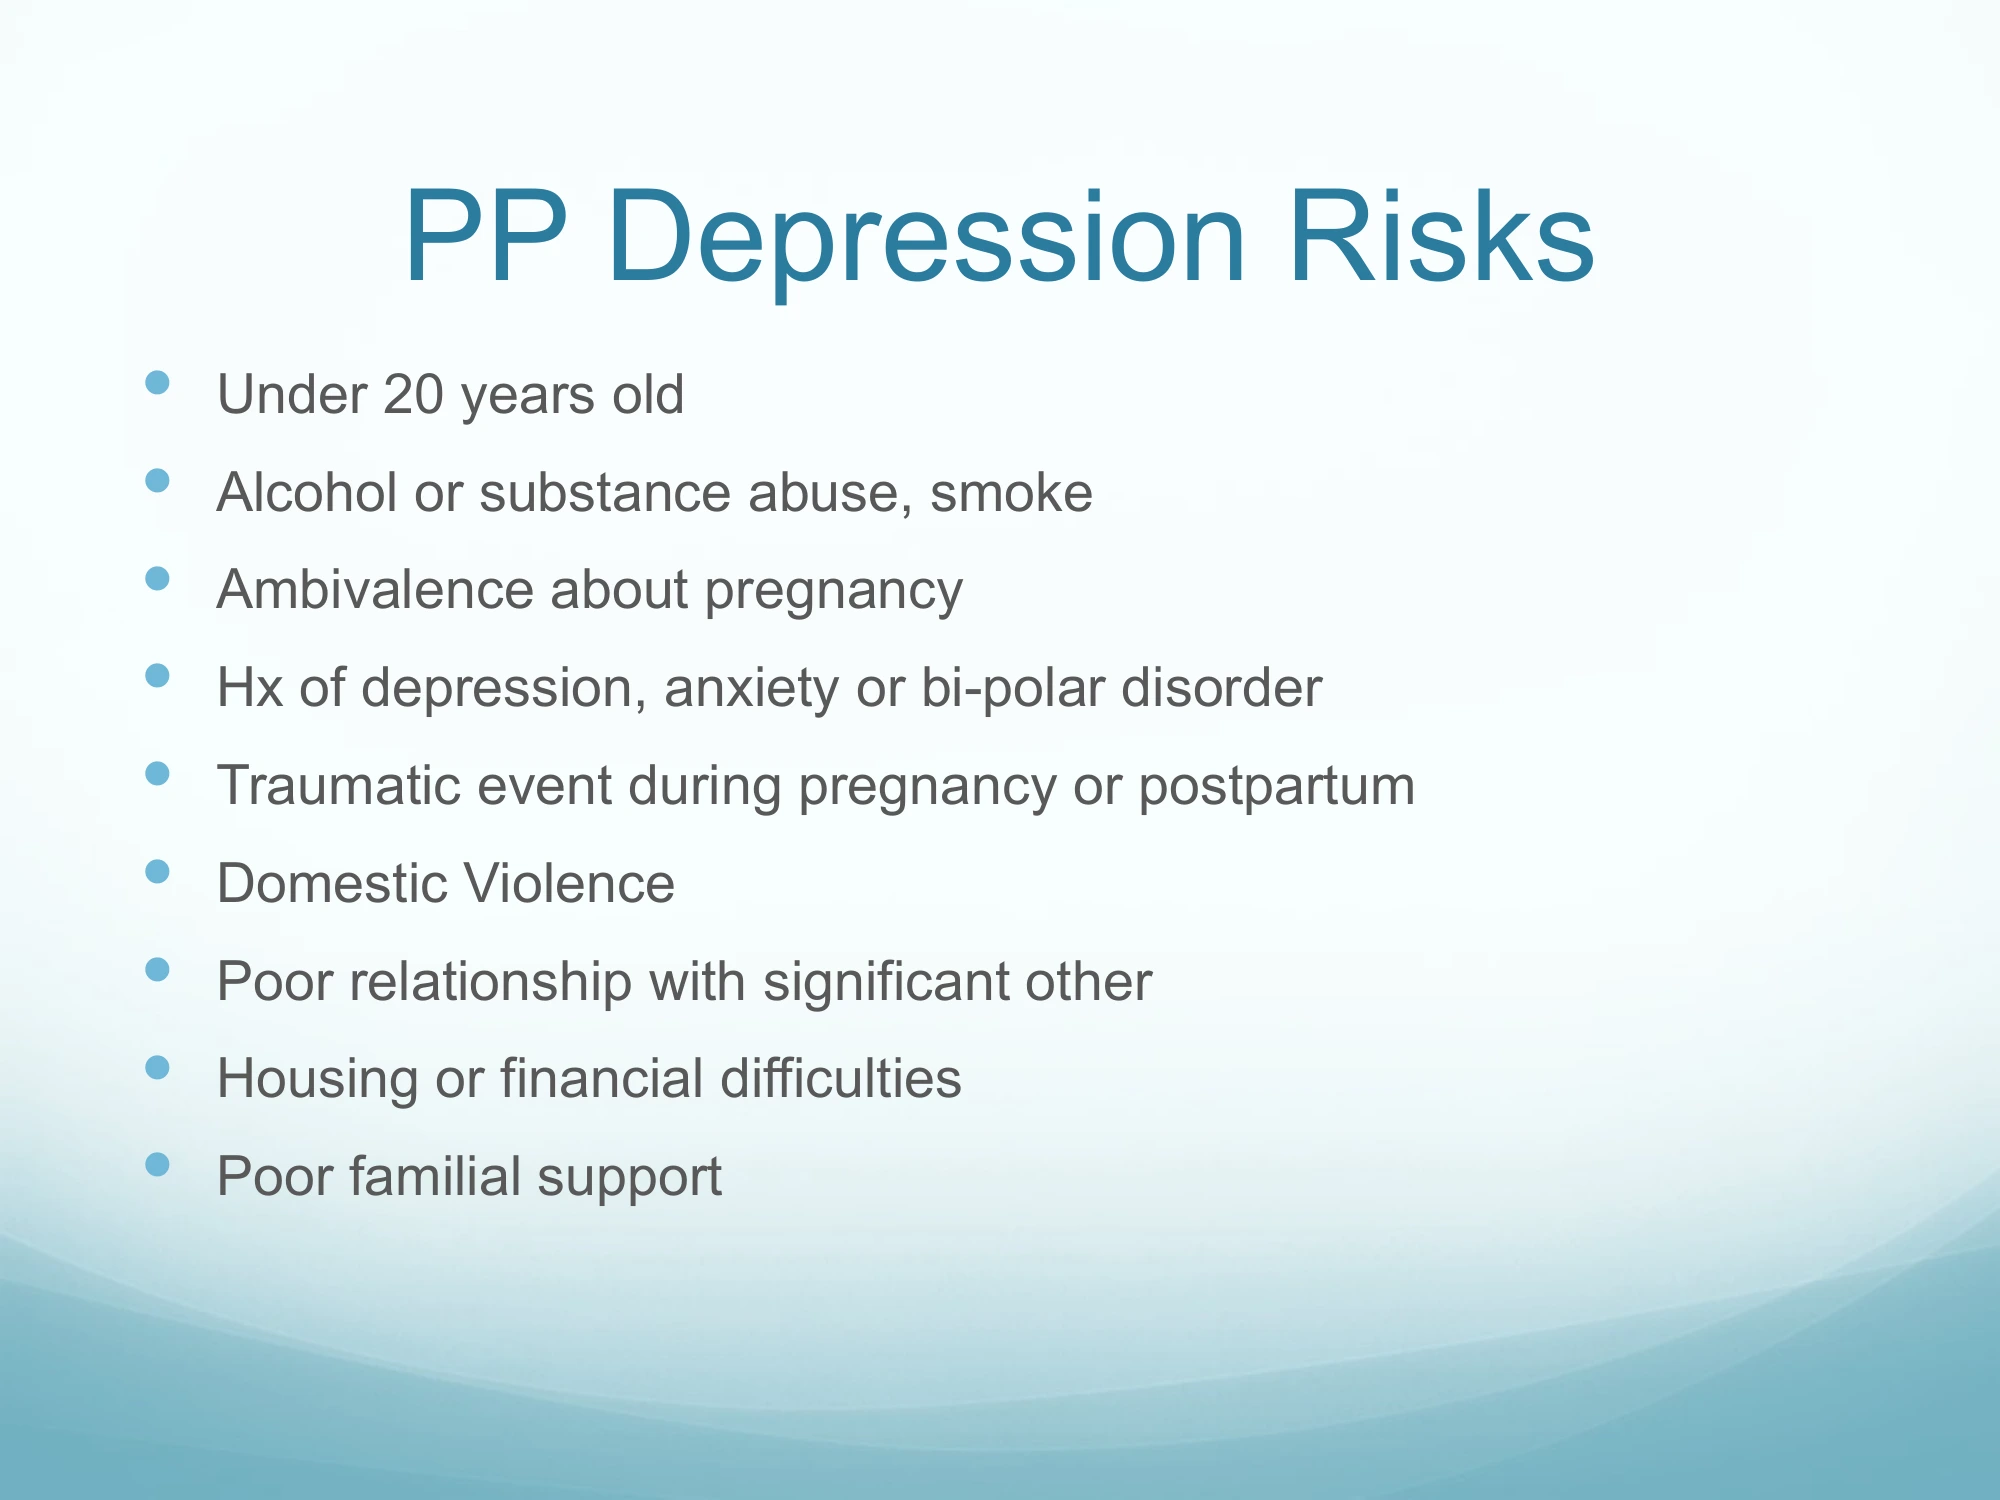 PP Depression Risks
• Under 20 years old
• Alcohol or substance abuse, smoke
• Ambivalence about pregnancy
• Hx of depression, anxiety or bi-polar disorder
• Traumatic event during pregnancy or postpartum
• Domestic Violence
• Poor relationship with significant other
• Housing or financial difficulties
• Poor familial support